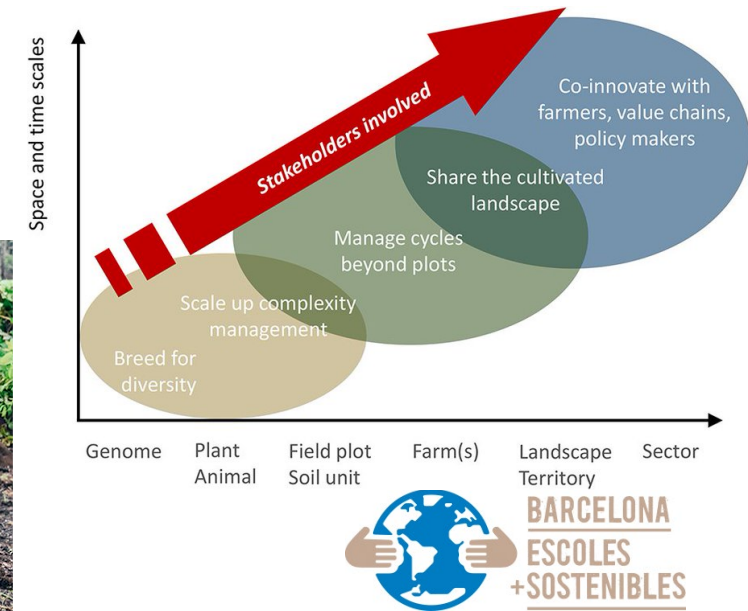 Space and time scales
Stakeholders involved
Co-innovate with
farmers, value chains,
policy makers
Share the cultivated
landscape
Manage cycles
beyond plots
Scale up complexity
management
Breed for
diversity
Genome
Plant
Animal
Field plot
Soil unit
Farm(s)
Landscape
Territory
Sector
BARCELONA
ESCOLES
+SOSTENIBLES